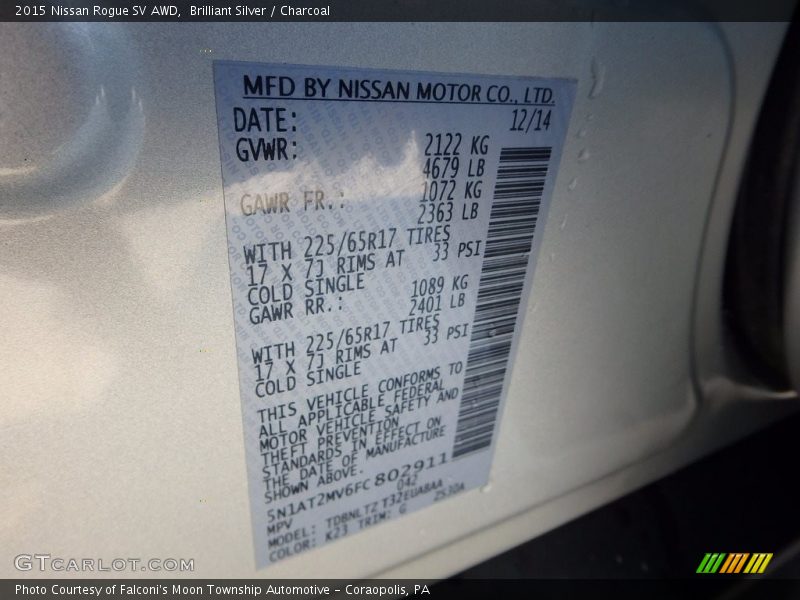 2015 Nissan Rogue SV AWD,  Brilliant Silver / Charcoal
MFD BY NISSAN MOTOR CO., LTD.
DATE: 12/14
GVWR: 2122 KG
4679 LB
GAWR FR.: 1072 KG
2363 LB
WITH 225/65R17 TIRES
17 X 7J RIMS AT 33 PSI
COLD SINGLE
GAWR RR.: 1089 KG
2401 LB
WITH 225/65R17 TIRES
17 X 7J RIMS AT 33 PSI
COLD SINGLE
THIS VEHICLE CONFORMS TO
ALL APPLICABLE FEDERAL
MOTOR VEHICLE SAFETY AND
THEFT PREVENTION
STANDARDS IN EFFECT ON
THE DATE OF MANUFACTURE
SHOWN ABOVE.
5N1AT2MV6FC802911
MPV 042
MODEL: TDBNLTZ T32EUABAA
COLOR: K23 TRIM: G 2S30A
GTCARLOT.COM
Photo Courtesy of Falconi's Moon Township Automotive - Coraopolis, PA